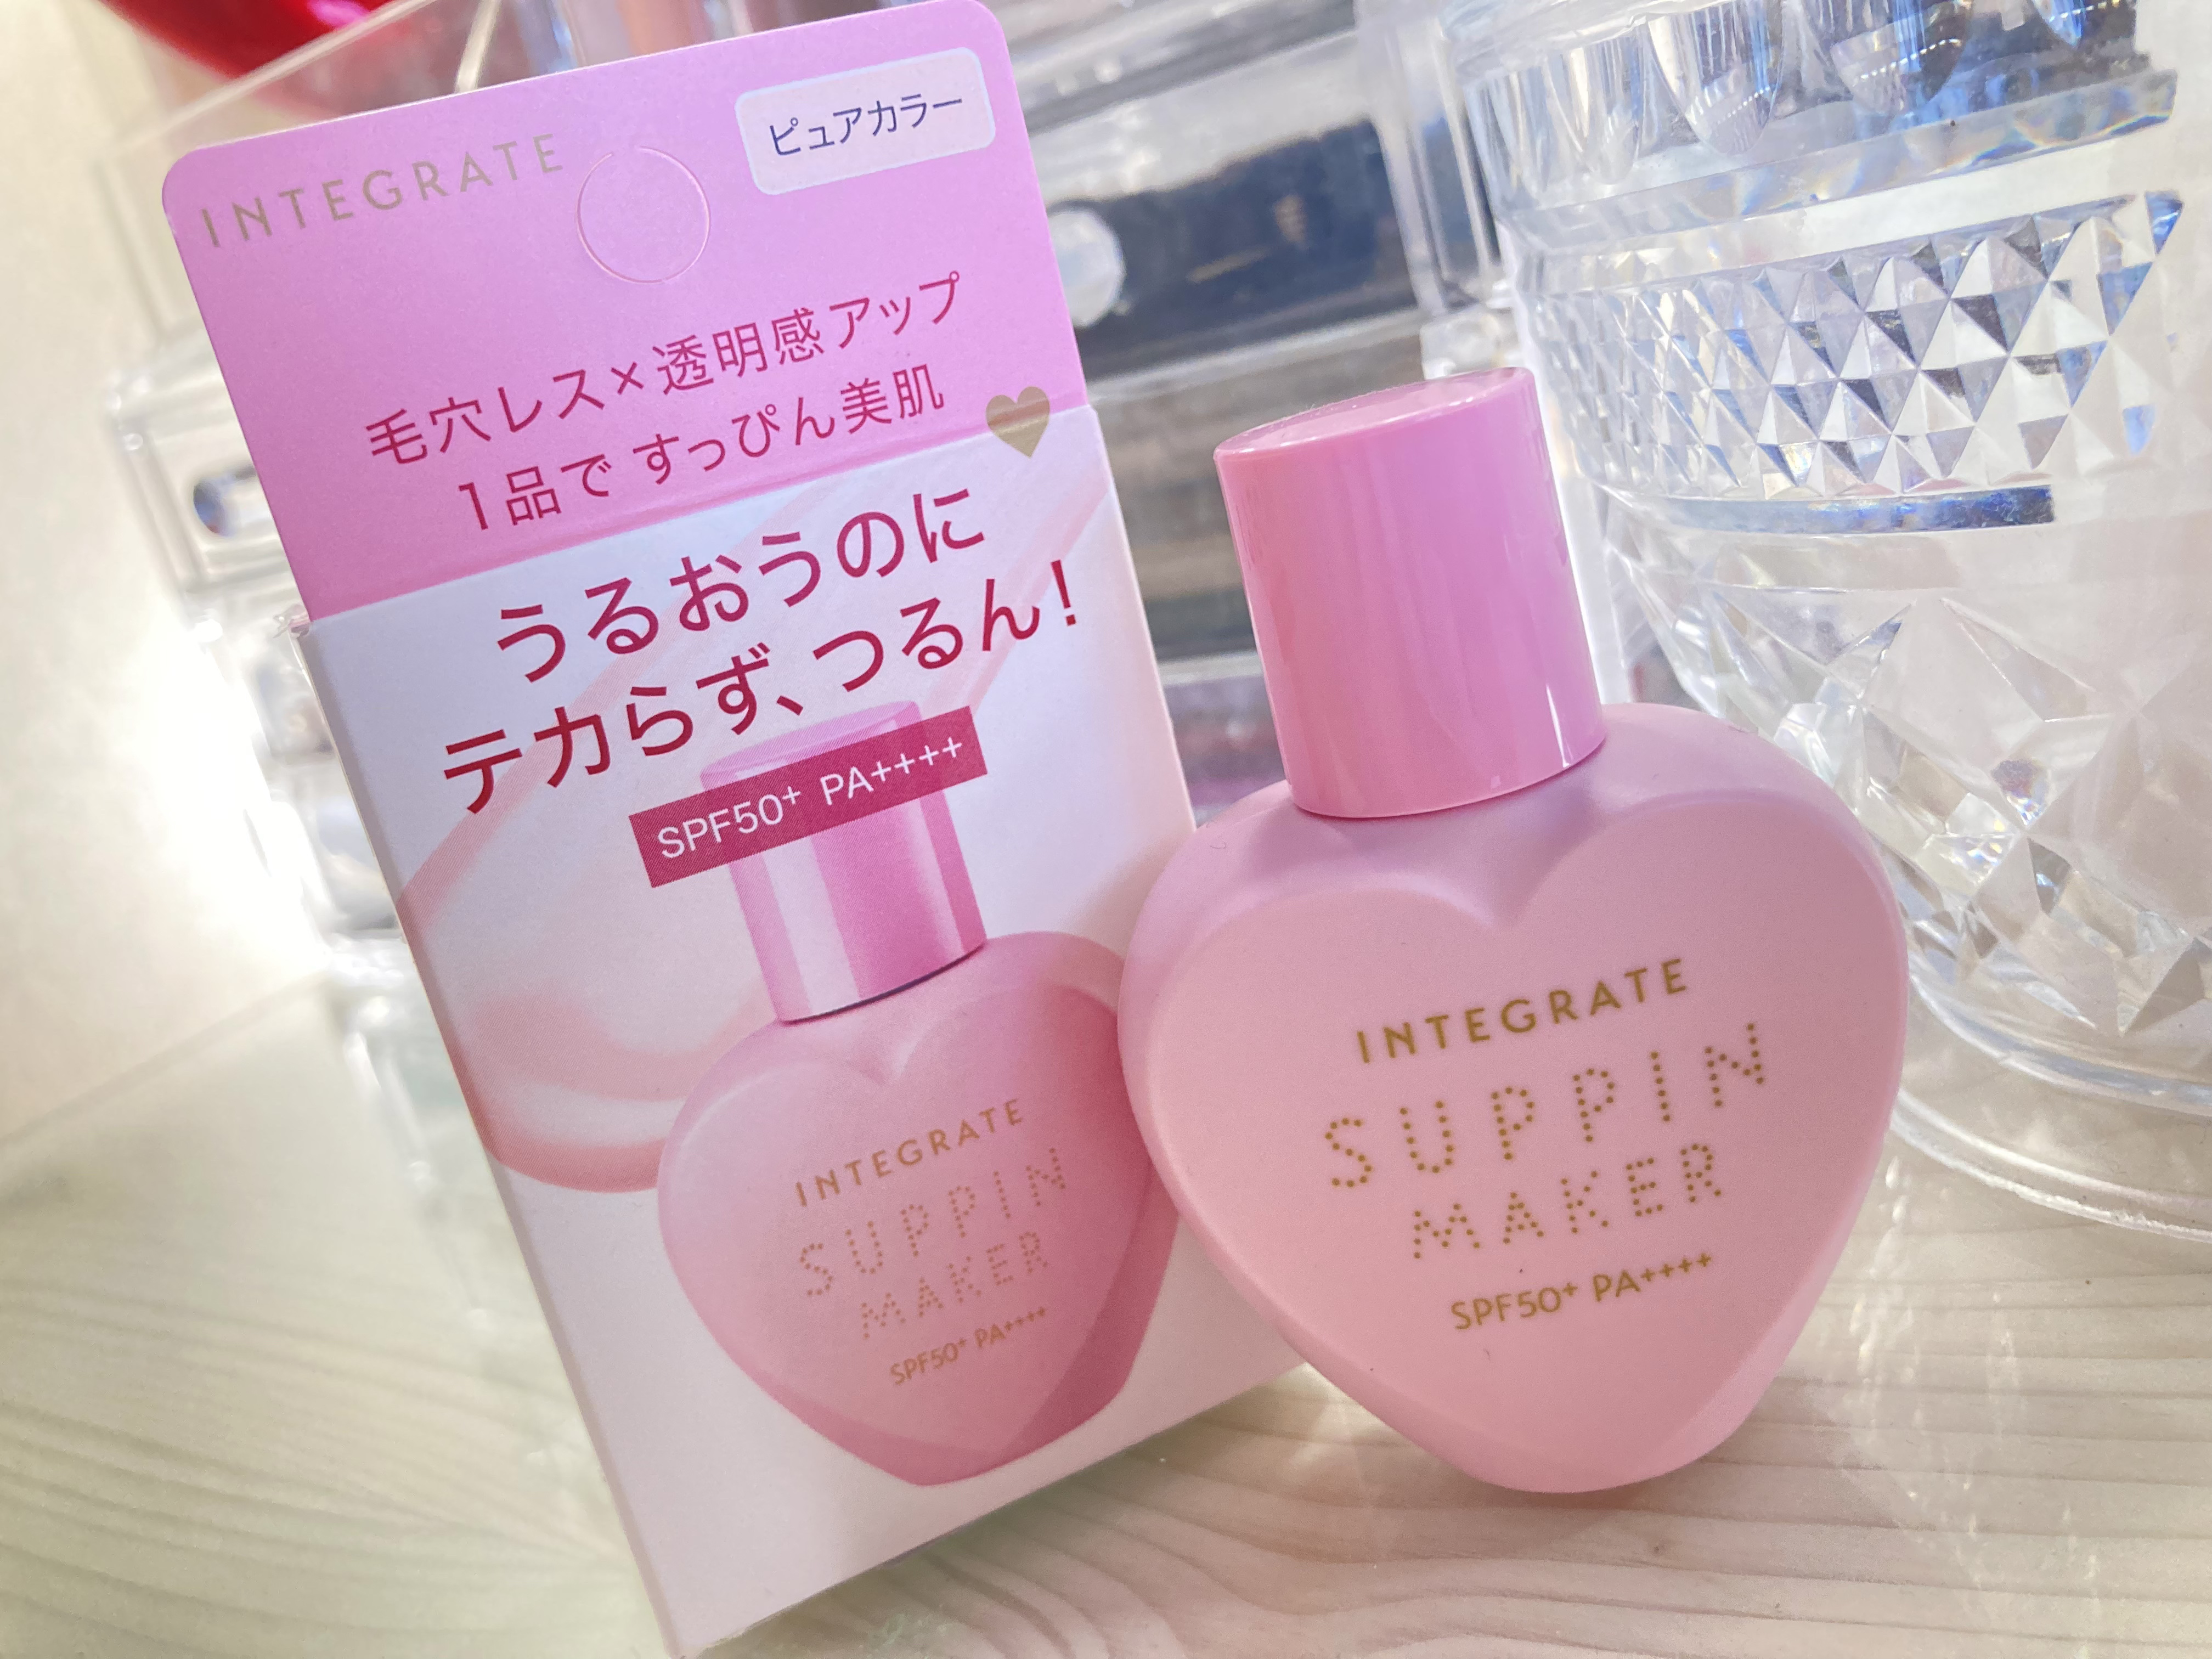 INTEGRATE
ピュアカラー
毛穴レス×透明感アップ
1品で すっぴん美肌
うるおうのに
テカらず、つるん!
SPF50+ PA++++
INTEGRATE
SUPPIN
MAKER
SPF50+ PA++++
INTEGRATE
SUPPIN
MAKER
SPF50+ PA++++